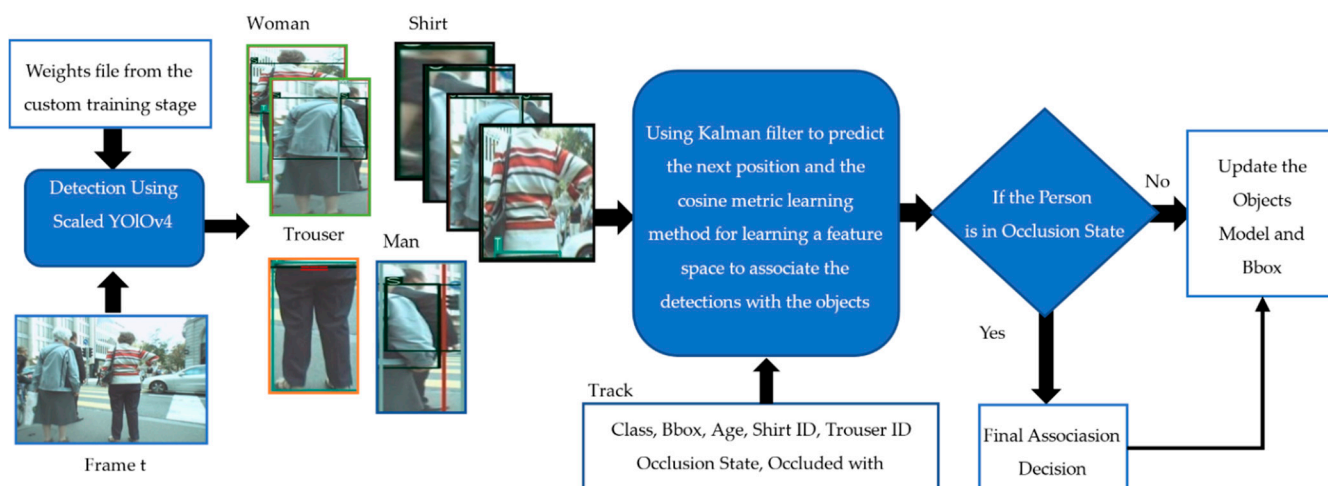 Weights file from the
custom training stage
Detection Using
Scaled YOlOv4
Frame t
Woman
Shirt
Trouser
Man
Using Kalman filter to predict
the next position and the
cosine metric learning
method for learning a feature
space to associate the
detections with the objects
Track
Class, Bbox, Age, Shirt ID, Trouser ID
Occlusion State, Occluded with
If the Person
is in Occlusion State
No
Yes
Update the
Objects
Model and
Bbox
Final Associasion
Decision